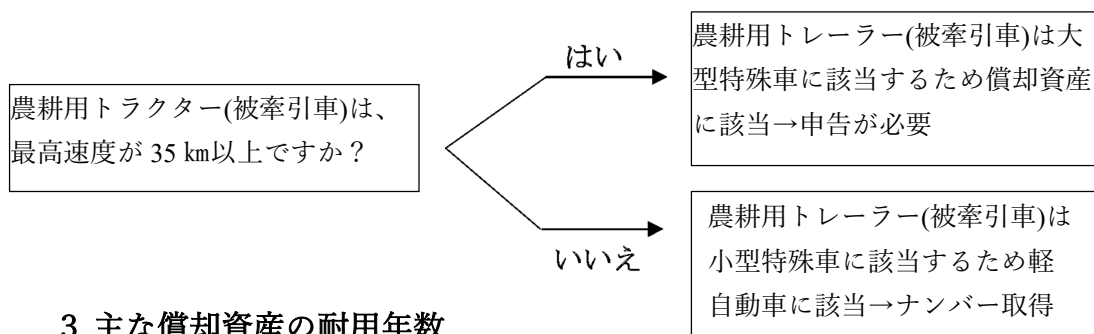 農耕用トラクター(被牽引車)は、
最高速度が 35 ㎞以上ですか？
はい
農耕用トレーラー(被牽引車)は大
型特殊車に該当するため償却資産
に該当→申告が必要
いいえ
農耕用トレーラー(被牽引車)は
小型特殊車に該当するため軽
自動車に該当→ナンバー取得
3 主な償却資産の耐用年数